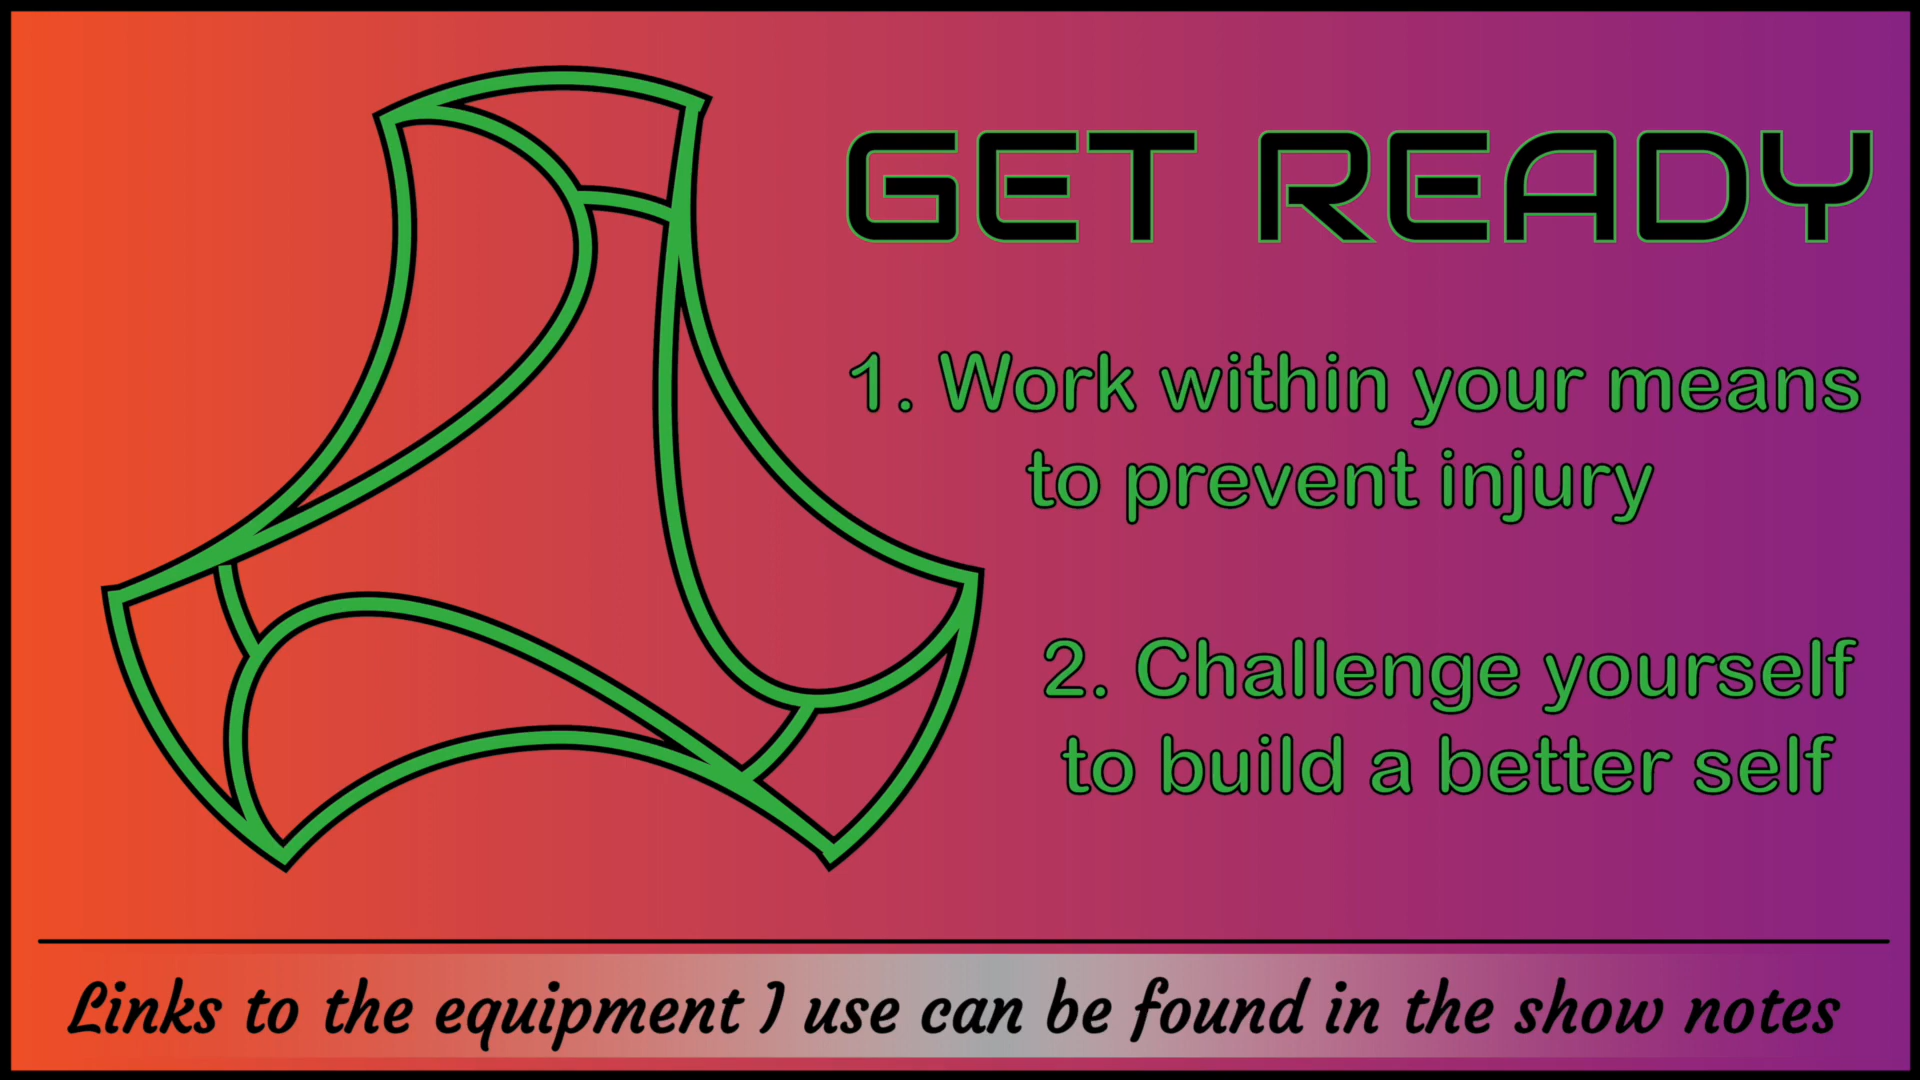 GET READY
1. Work within your means
to prevent injury
2. Challenge yourself
to build a better self
Links to the equipment I use can be found in the show notes